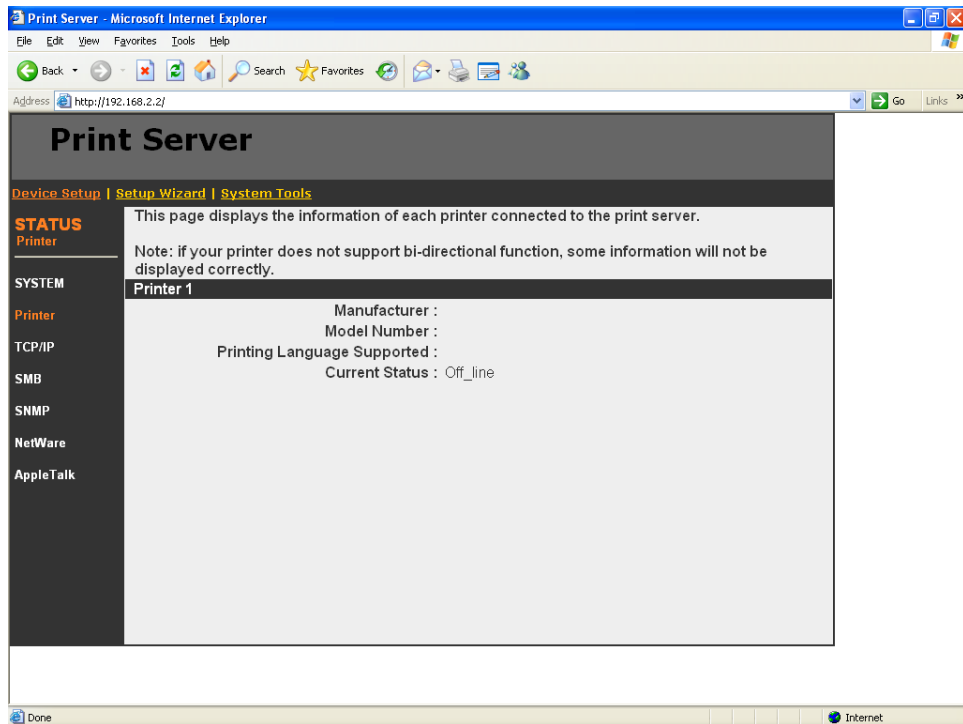 Print Server - Microsoft Internet Explorer
File Edit View Favorites Tools Help
Back Search Favorites
Address http://192.168.2.2/ Go Links »
Print Server
Device Setup | Setup Wizard | System Tools
STATUS
Printer
SYSTEM
Printer
TCP/IP
SMB
SNMP
NetWare
AppleTalk
This page displays the information of each printer connected to the print server.
Note: if your printer does not support bi-directional function, some information will not be
displayed correctly.
Printer 1
Manufacturer :
Model Number :
Printing Language Supported :
Current Status : Off_line
Done Internet